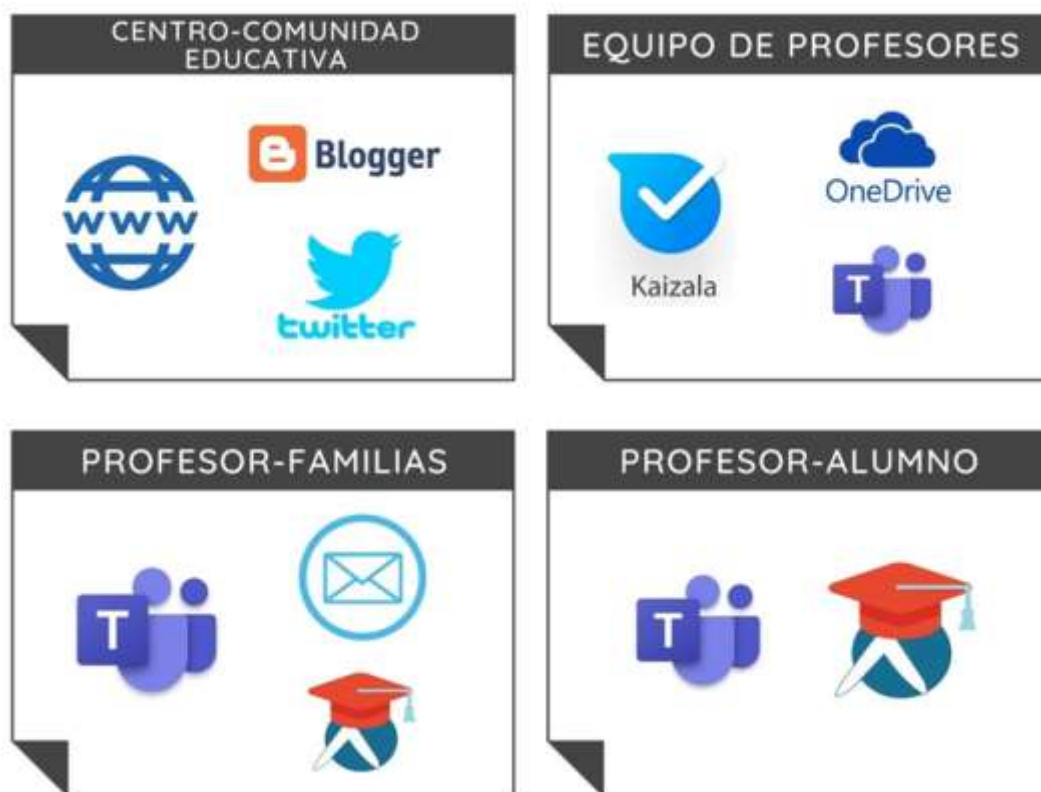 CENTRO-COMUNIDAD
EDUCATIVA
www
Blogger
twitter
EQUIPO DE PROFESORES
Kaizala
OneDrive
T
PROFESOR-FAMILIAS
T
PROFESOR-ALUMNO
T